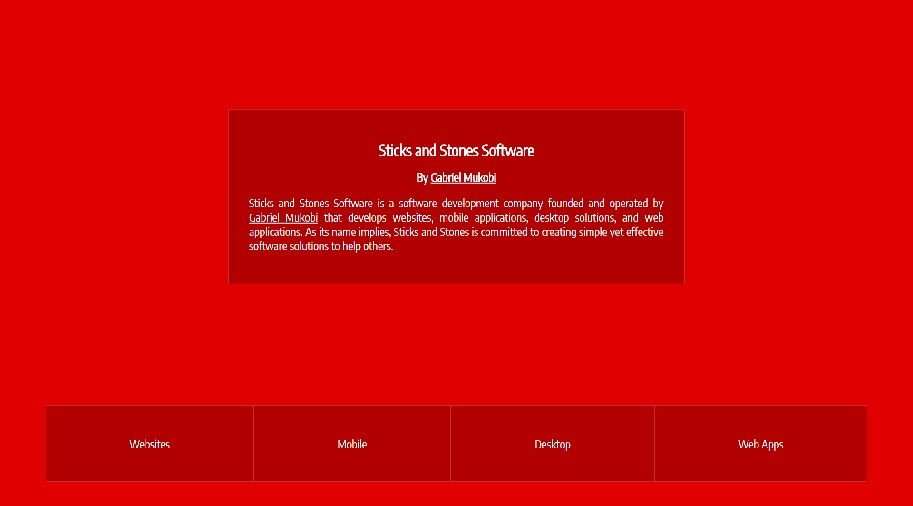 Sticks and Stones Software
By Gabriel Mukobi
Sticks and Stones Software is a software development company founded and operated by
Gabriel Mukobi that develops websites, mobile applications, desktop solutions, and web
applications. As its name implies, Sticks and Stones is committed to creating simple yet effective
software solutions to help others.
Websites
Mobile
Desktop
Web Apps